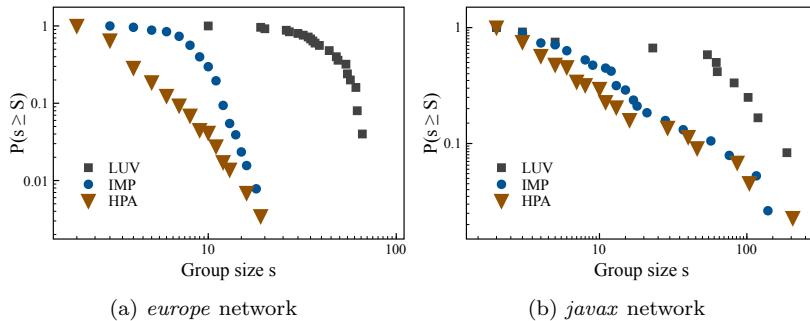 1
0.1
0.01
P(s ≥ S)
LUV
IMP
HPA
10
100
Group size s
(a) europe network
1
0.1
P(s ≥ S)
LUV
IMP
HPA
10
100
Group size s
(b) javax network